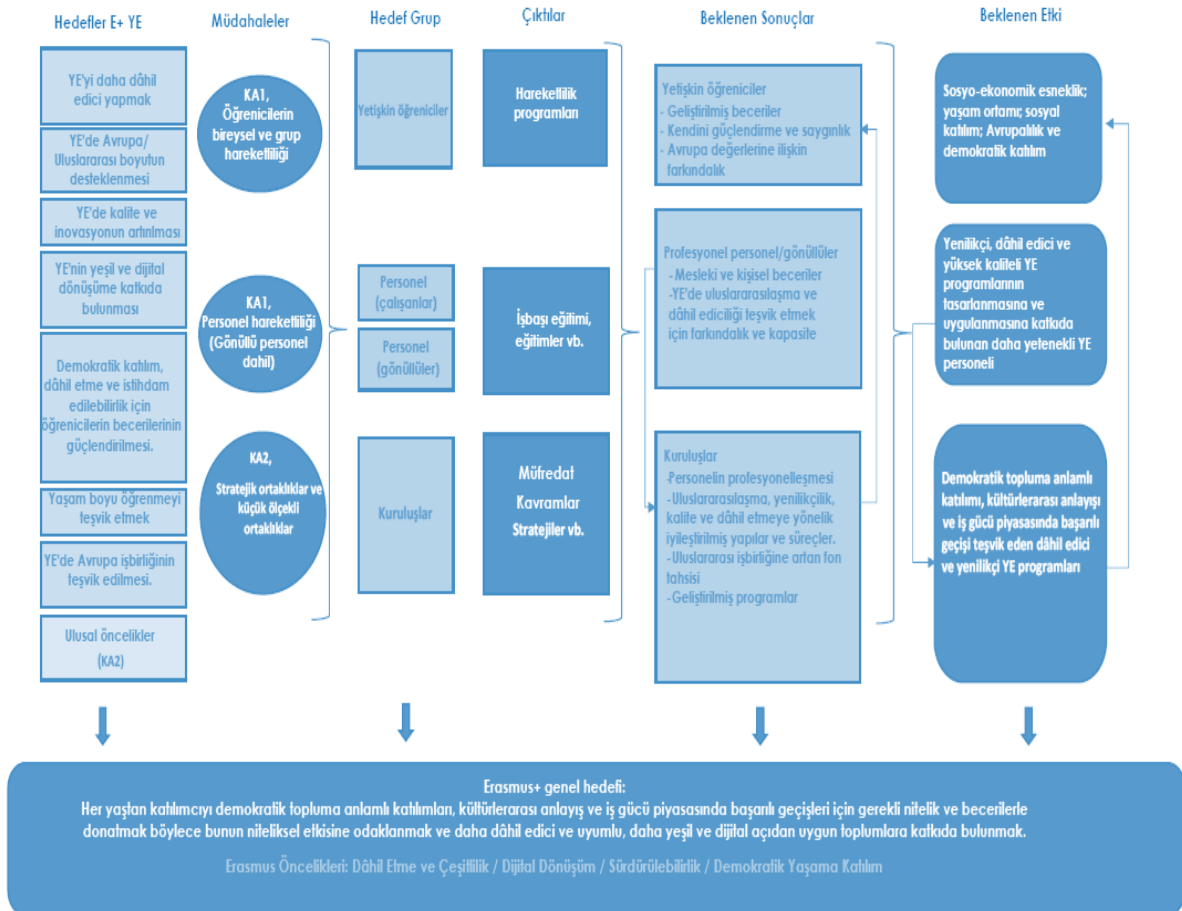 Hedefler E+ YE
YE'yi daha dâhil
edici yapmak
YE'de Avrupa/
Uluslararası boyutun
desteklenmesi
YE'de kalite ve
inovasyonun artırılması
YE'nin yeşil ve dijital
dönüşüme katkıda
bulunması
Demokratik katılım,
dâhil etme ve istihdam
edilebilirlik için
öğrenicilerin becerilerinin
güçlendirilmesi.
Yaşam boyu öğrenmeyi
teşvik etmek
YE'de Avrupa işbirliğinin
teşvik edilmesi.
Ulusal öncelikler
(KA2)
Müdahaleler
KA1,
Öğrenicilerin
bireysel ve grup
hareketliliği
KA1,
Personel hareketliliği
(Gönüllü personel
dahil)
KA2,
Stratejik ortaklıklar ve
küçük ölçekli
ortaklıklar
Hedef Grup
Yetişkin öğreniciler
Personel
(çalışanlar)
Personel
(gönüllüler)
Kuruluşlar
Çıktılar
Hareketlilik
programları
İşbaşı eğitimi,
eğitimler vb.
Müfredat
Kavramlar
Stratejiler vb.
Beklenen Sonuçlar
Yetişkin öğreniciler
- Geliştirilmiş beceriler
- Kendini güçlendirme ve saygınlık
- Avrupa değerlerine ilişkin
farkındalık
Profesyonel personel/gönüllüler
-Mesleki ve kişisel beceriler
-YE'de uluslararasılaşma ve
dâhil ediciliği teşvik etmek
için farkındalık ve kapasite
Kuruluşlar
-Personelin profesyonelleşmesi
-Uluslararasılaşma, yenilikçilik,
kalite ve dâhil etmeye yönelik
iyileştirilmiş yapılar ve süreçler.
-Uluslararası işbirliğine artan fon
tahsisi
-Geliştirilmiş programlar
Beklenen Etki
Sosyo-ekonomik esneklik;
yaşam ortamı; sosyal
katılım; Avrupalılık ve
demokratik katılım
Yenilikçi, dâhil edici ve
yüksek kaliteli YE
programlarının
tasarlanmasına ve
uygulanmasına katkıda
bulunan daha yetenekli YE
personeli
Demokratik topluma anlamlı
katılımı, kültürlerarası anlayışı
ve iş gücü piyasasında başarılı
geçişi teşvik eden dâhil edici
ve yenilikçi YE programları
Erasmus+ genel hedefi:
Her yaştan katılımcıyı demokratik topluma anlamlı katılımları, kültürlerarası anlayış ve iş gücü piyasasında başarılı geçişleri için gerekli nitelik ve becerilerle
donatmak böylece bunun niteliksel etkisine odaklanmak ve daha dâhil edici ve uyumlu, daha yeşil ve dijital açıdan uygun toplumlara katkıda bulunmak.
Erasmus Öncelikleri: Dâhil Etme ve Çeşitlilik / Dijital Dönüşüm / Sürdürülebilirlik / Demokratik Yaşama Katılım